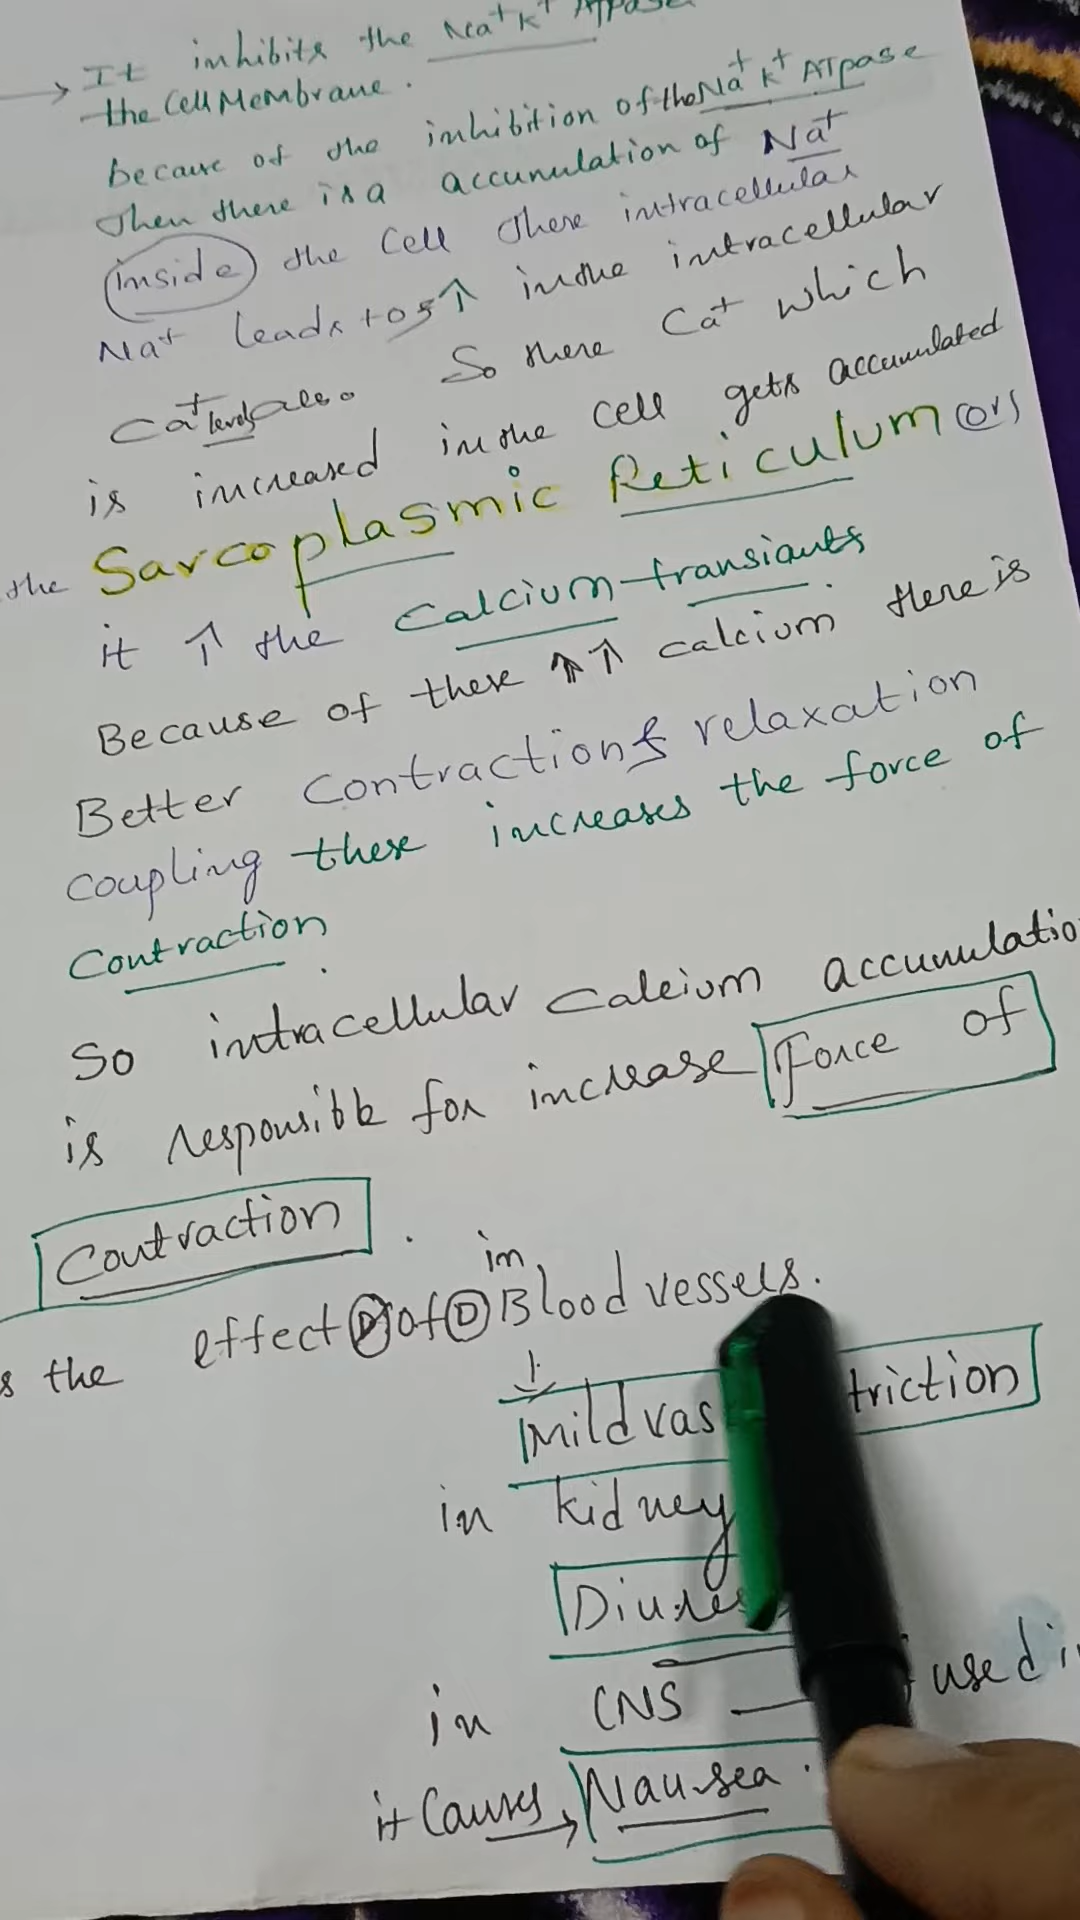 → It inhibits the Na+ K+ ATPase
the Cell Membrane.
because of the inhibition of the Na+ K+ ATpase
then there is a accumulation of Na+
inside the Cell there intracellular
Na+ leads to ↑ in the intracellular
Ca+ levels also. So there Ca+ which
is increased in the cell gets accumulated
the Sarcoplasmic Reticulum (or)
it ↑ the Calcium-transiants
Because of these ↑↑ calcium there is
Better Contraction & relaxation
coupling these increases the force of
Contraction.
So intracellular Calcium accumulatio
is responsible for increase Force of
Contraction.
s the effect of D in Blood vessels.
Mild vas triction
in kidney
Diures
in CNS — used i
it Causes → Nausea.